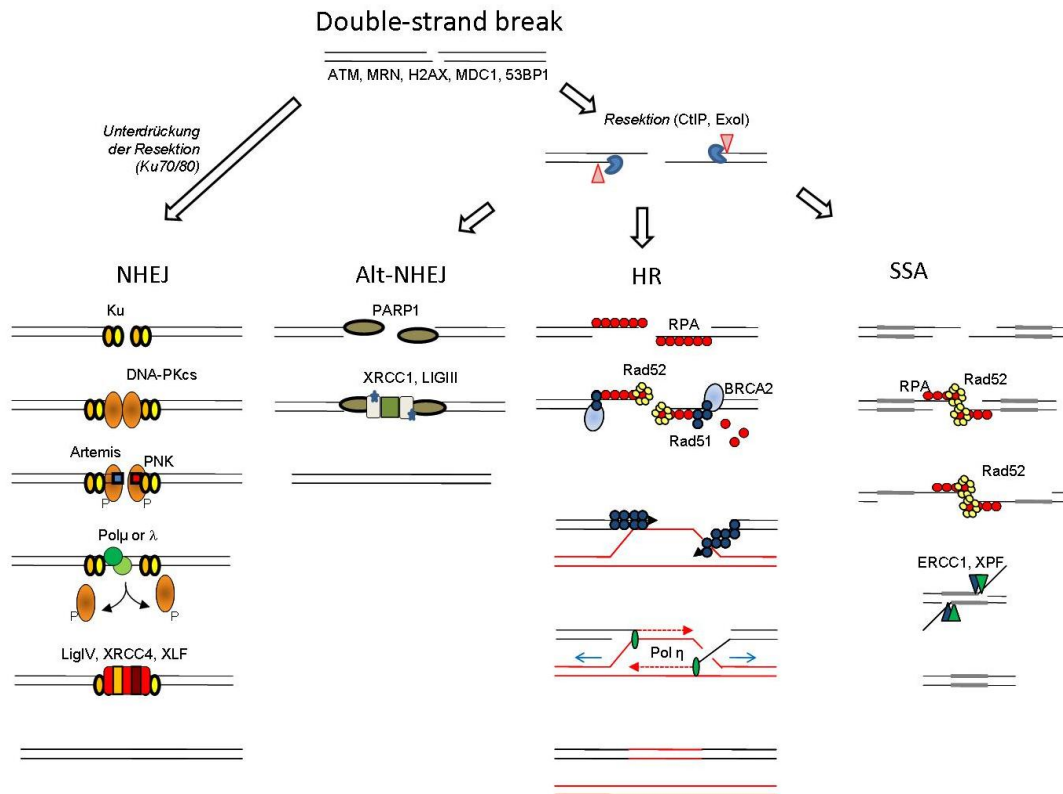 Double-strand break
ATM, MRN, H2AX, MDC1, 53BP1
Unterdrückung
der Resektion
(Ku70/80)
Resektion (CtIP, ExoI)
NHEJ
Alt-NHEJ
HR
SSA
Ku
PARP1
RPA
DNA-PKcs
XRCC1, LIGIII
Rad52
BRCA2
Rad51
RPA
Rad52
Artemis
PNK
P
P
Rad52
Polμ or λ
P
P
ERCC1, XPF
Pol η
LigIV, XRCC4, XLF